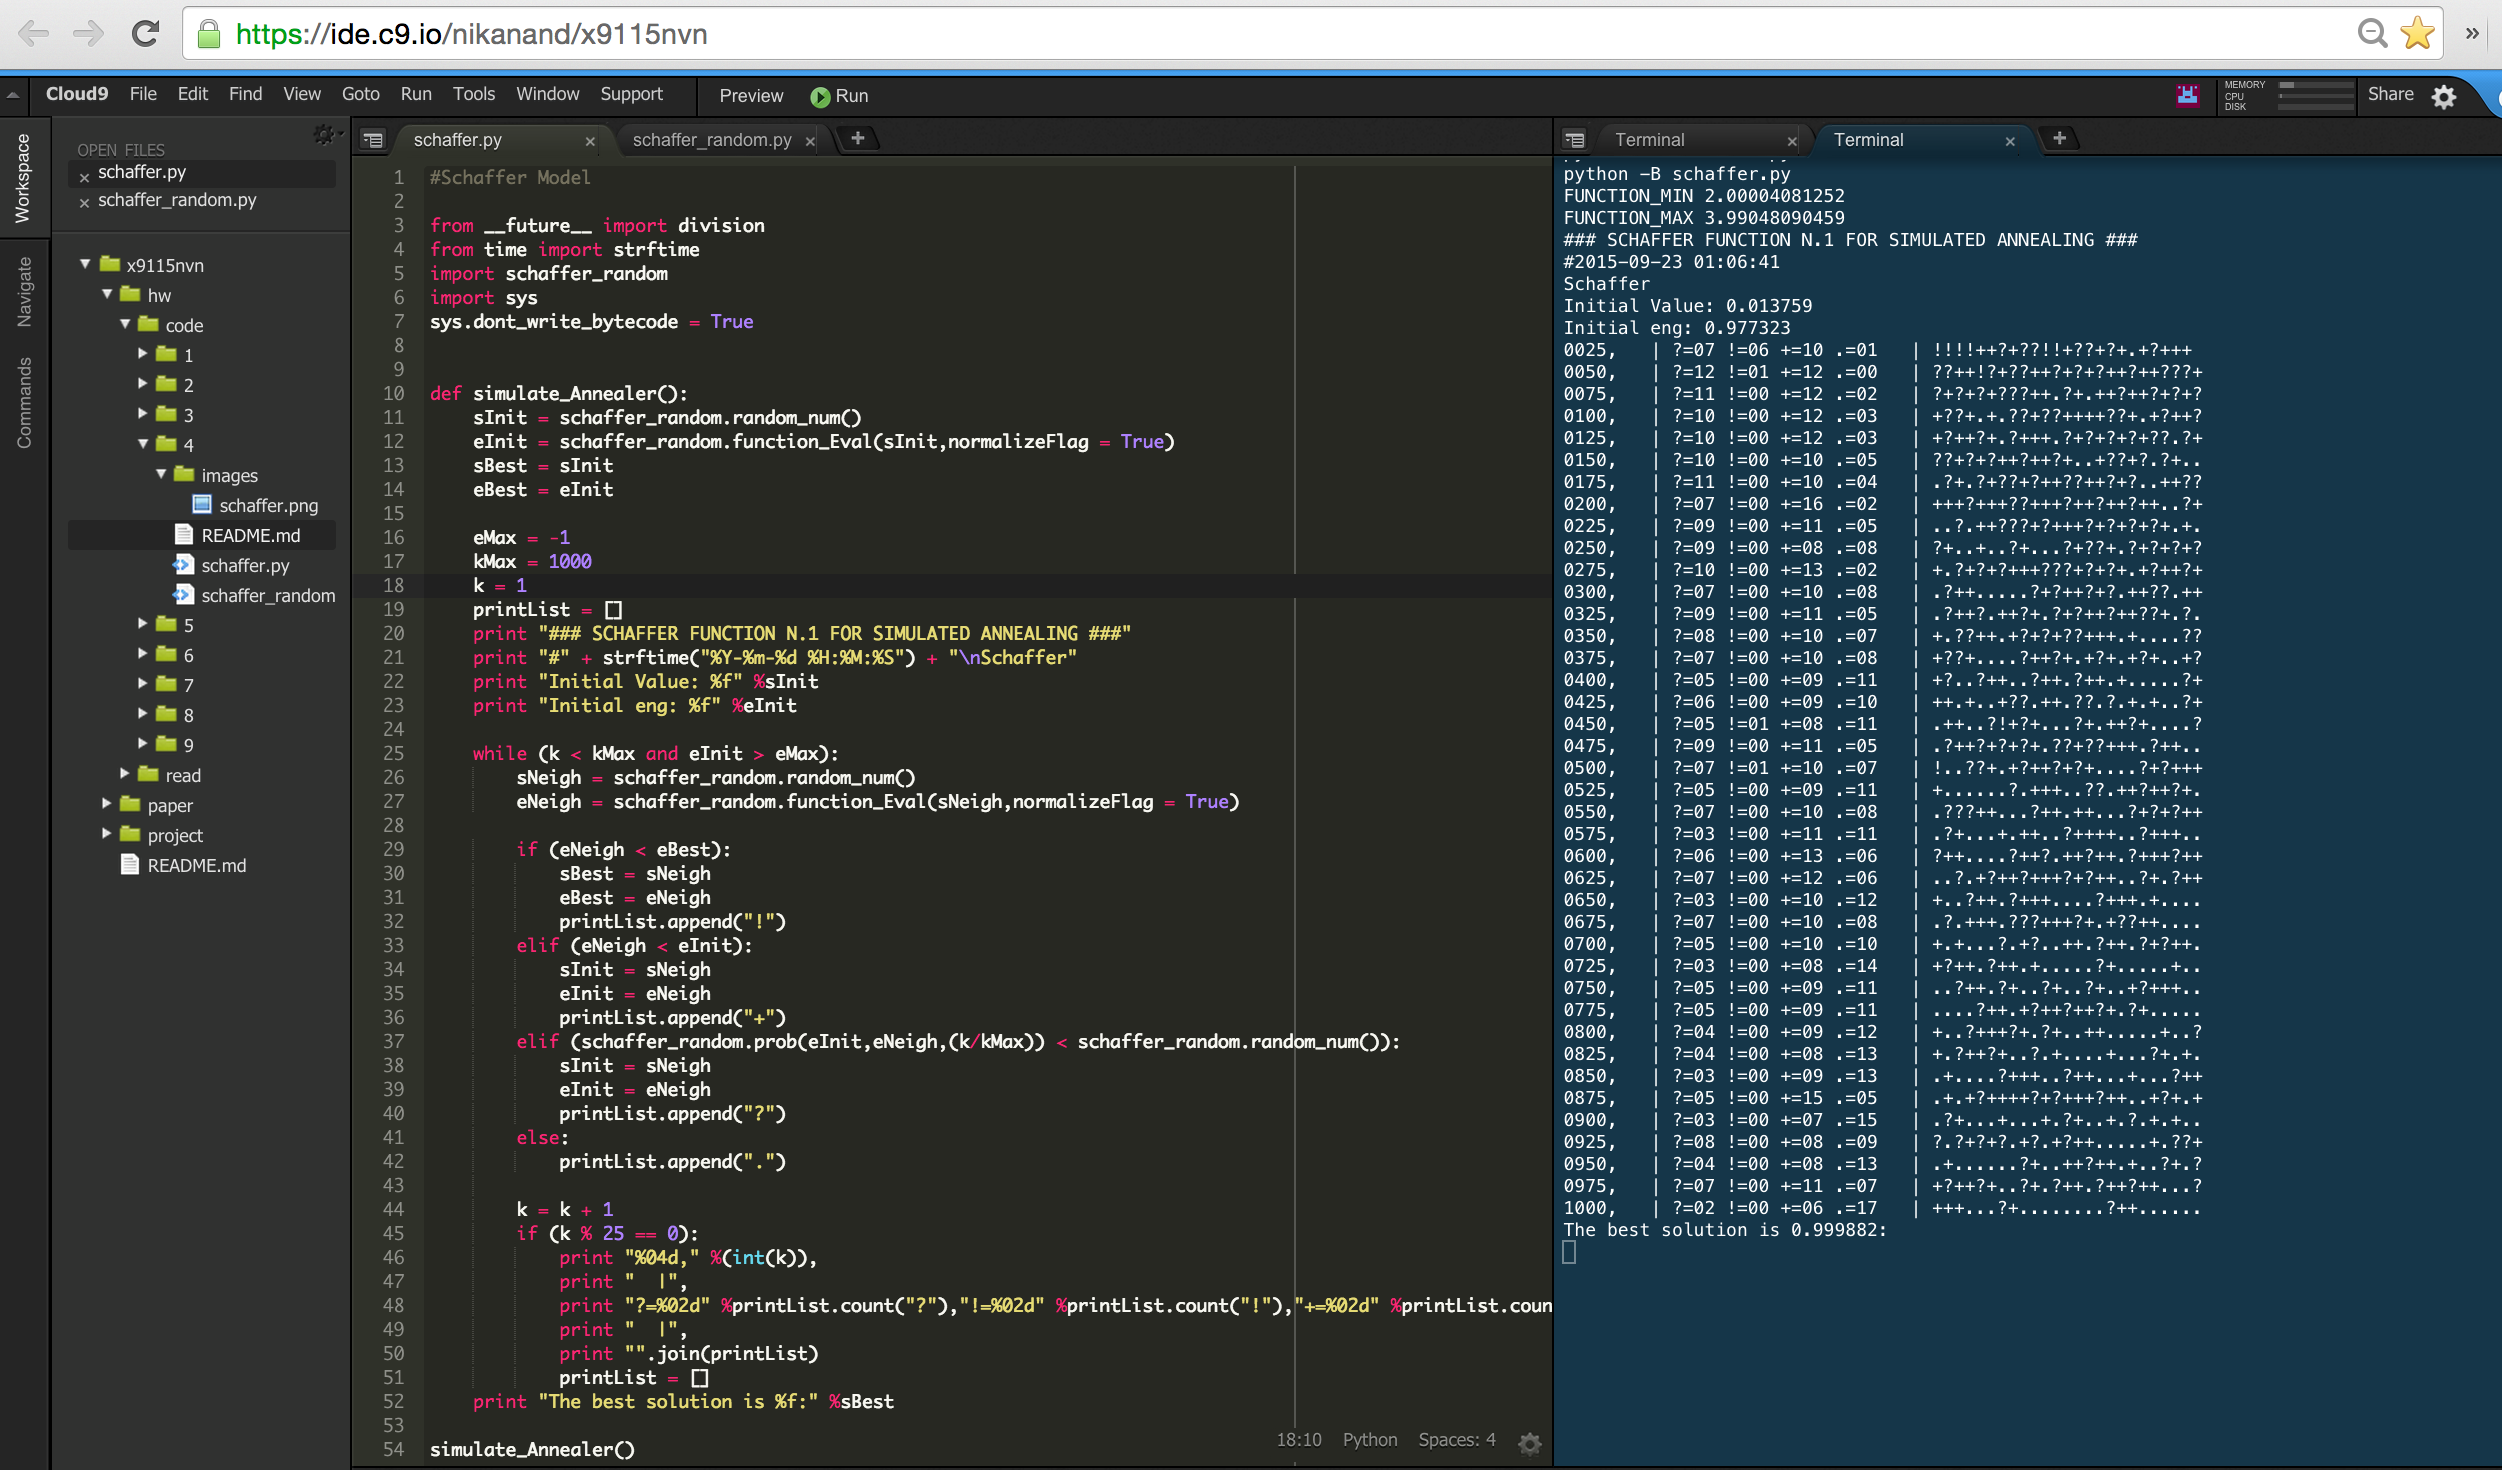 https://ide.c9.io/nikanand/x9115nvn
»
Cloud9 File Edit Find View Goto Run Tools Window Support Preview Run
MEMORY
CPU
DISK
Share
Workspace
Navigate
Commands
OPEN FILES
schaffer.py
schaffer_random.py
x9115nvn
hw
code
1
2
3
4
images
schaffer.png
README.md
schaffer.py
schaffer_random
5
6
7
8
9
read
paper
project
README.md
schaffer.py schaffer_random.py
1 #Schaffer Model
2
3 from __future__ import division
4 from time import strftime
5 import schaffer_random
6 import sys
7 sys.dont_write_bytecode = True
8
9
10 def simulate_Annealer():
11 sInit = schaffer_random.random_num()
12 eInit = schaffer_random.function_Eval(sInit,normalizeFlag = True)
13 sBest = sInit
14 eBest = eInit
15
16 eMax = -1
17 kMax = 1000
18 k = 1
19 printList = []
20 print "### SCHAFFER FUNCTION N.1 FOR SIMULATED ANNEALING ###"
21 print "#" + strftime("%Y-%m-%d %H:%M:%S") + "\nSchaffer"
22 print "Initial Value: %f" %sInit
23 print "Initial eng: %f" %eInit
24
25 while (k < kMax and eInit > eMax):
26 sNeigh = schaffer_random.random_num()
27 eNeigh = schaffer_random.function_Eval(sNeigh,normalizeFlag = True)
28
29 if (eNeigh < eBest):
30 sBest = sNeigh
31 eBest = eNeigh
32 printList.append("!")
33 elif (eNeigh < eInit):
34 sInit = sNeigh
35 eInit = eNeigh
36 printList.append("+")
37 elif (schaffer_random.prob(eInit,eNeigh,(k/kMax)) < schaffer_random.random_num()):
38 sInit = sNeigh
39 eInit = eNeigh
40 printList.append("?")
41 else:
42 printList.append(".")
43
44 k = k + 1
45 if (k % 25 == 0):
46 print "%04d," %(int(k)),
47 print "  |",
48 print "?=%02d" %printList.count("?"),"!=%02d" %printList.count("!"),"+=%02d" %printList.coun
49 print "  |",
50 print "".join(printList)
51 printList = []
52 print "The best solution is %f:" %sBest
53
54 simulate_Annealer()
18:10 Python Spaces: 4
Terminal Terminal
python -B schaffer.py
FUNCTION_MIN 2.00004081252
FUNCTION_MAX 3.99048090459
### SCHAFFER FUNCTION N.1 FOR SIMULATED ANNEALING ###
#2015-09-23 01:06:41
Schaffer
Initial Value: 0.013759
Initial eng: 0.977323
0025, | ?=07 !=06 +=10 .=01 | !!!!++?+??!!+??+?+.+?+++
0050, | ?=12 !=01 +=12 .=00 | ??++!?+??++?+?+?++?++???+
0075, | ?=11 !=00 +=12 .=02 | ?+?+?+???++.?+.++?++?+?+?
0100, | ?=10 !=00 +=12 .=03 | +??+.+.??+??++++??+.+?++?
0125, | ?=10 !=00 +=12 .=03 | +?++?+.?+++.?+?+?+?+??.?+
0150, | ?=10 !=00 +=10 .=05 | ??+?+?++?++?+..+??+?.?+..
0175, | ?=11 !=00 +=10 .=04 | .?+.?+??+?++??++?+?..++??
0200, | ?=07 !=00 +=16 .=02 | +++?+++??+++?++?++?++..?+
0225, | ?=09 !=00 +=11 .=05 | ..?.++???+?+++?+?+?+?+.+.
0250, | ?=09 !=00 +=08 .=08 | ?+..+..?+...?+??+.?+?+?+?
0275, | ?=10 !=00 +=13 .=02 | +.?+?+?+++???+?+?+.+?++?+
0300, | ?=07 !=00 +=10 .=08 | .?++.....?+?++?+?.++??.++
0325, | ?=09 !=00 +=11 .=05 | .?++?.++?+.?+?++?++??+.?.
0350, | ?=08 !=00 +=10 .=07 | +.??++.+?+?+??+++.+....??
0375, | ?=07 !=00 +=10 .=08 | +??+....?++?+.+?+.+?+..+?
0400, | ?=05 !=00 +=09 .=11 | +?..?++..?++.?++.+.....?+
0425, | ?=06 !=00 +=09 .=10 | ++.+..+??.++.??.?.+.+..?+
0450, | ?=05 !=01 +=08 .=11 | .++..?!+?+...?+.++?+....?
0475, | ?=09 !=00 +=11 .=05 | .?++?+?+?+.??+??+++.?++..
0500, | ?=07 !=01 +=10 .=07 | !..??+.+?++?+?+....?+?+++
0525, | ?=05 !=00 +=09 .=11 | +......?.+++..??.++?++?+.
0550, | ?=07 !=00 +=10 .=08 | .???++...?++.++...?+?+?++
0575, | ?=03 !=00 +=11 .=11 | .?+...+.++..?++++..?+++..
0600, | ?=06 !=00 +=13 .=06 | ?++....?++?.++?++.?+++?++
0625, | ?=07 !=00 +=12 .=06 | ..?.+?++?+++?+?++..?+.?++
0650, | ?=03 !=00 +=10 .=12 | +..?++.?+++....?+++.+....
0675, | ?=07 !=00 +=10 .=08 | .?.+++.???+++?+.+??++....
0700, | ?=05 !=00 +=10 .=10 | +.+...?.+?..++.?++.?+?++.
0725, | ?=03 !=00 +=08 .=14 | +?++.?++.+.....?+.....+..
0750, | ?=05 !=00 +=09 .=11 | ..?++.?+..?+..?+..+?+++..
0775, | ?=05 !=00 +=09 .=11 | ....?++.+?++?++?+.?+.....
0800, | ?=04 !=00 +=09 .=12 | +..?+++?+.?+..++.....+..?
0825, | ?=04 !=00 +=08 .=13 | +.?++?+..?.+....+...?+.+.
0850, | ?=03 !=00 +=09 .=13 | .+....?+++..?++...+...?++
0875, | ?=05 !=00 +=15 .=05 | .+.+?++++?+?+++?++..+?+.+
0900, | ?=03 !=00 +=07 .=15 | .?+...+..+.?+..+.?.+.+..
0925, | ?=08 !=00 +=08 .=09 | ?.?+?+?.+?.+?++.....+.??+
0950, | ?=04 !=00 +=08 .=13 | .+......?+..++?++.+..?+.?
0975, | ?=07 !=00 +=11 .=07 | +?++?+..?+.?++.?++?++...?
1000, | ?=02 !=00 +=06 .=17 | +++...?+........?++......
The best solution is 0.999882: